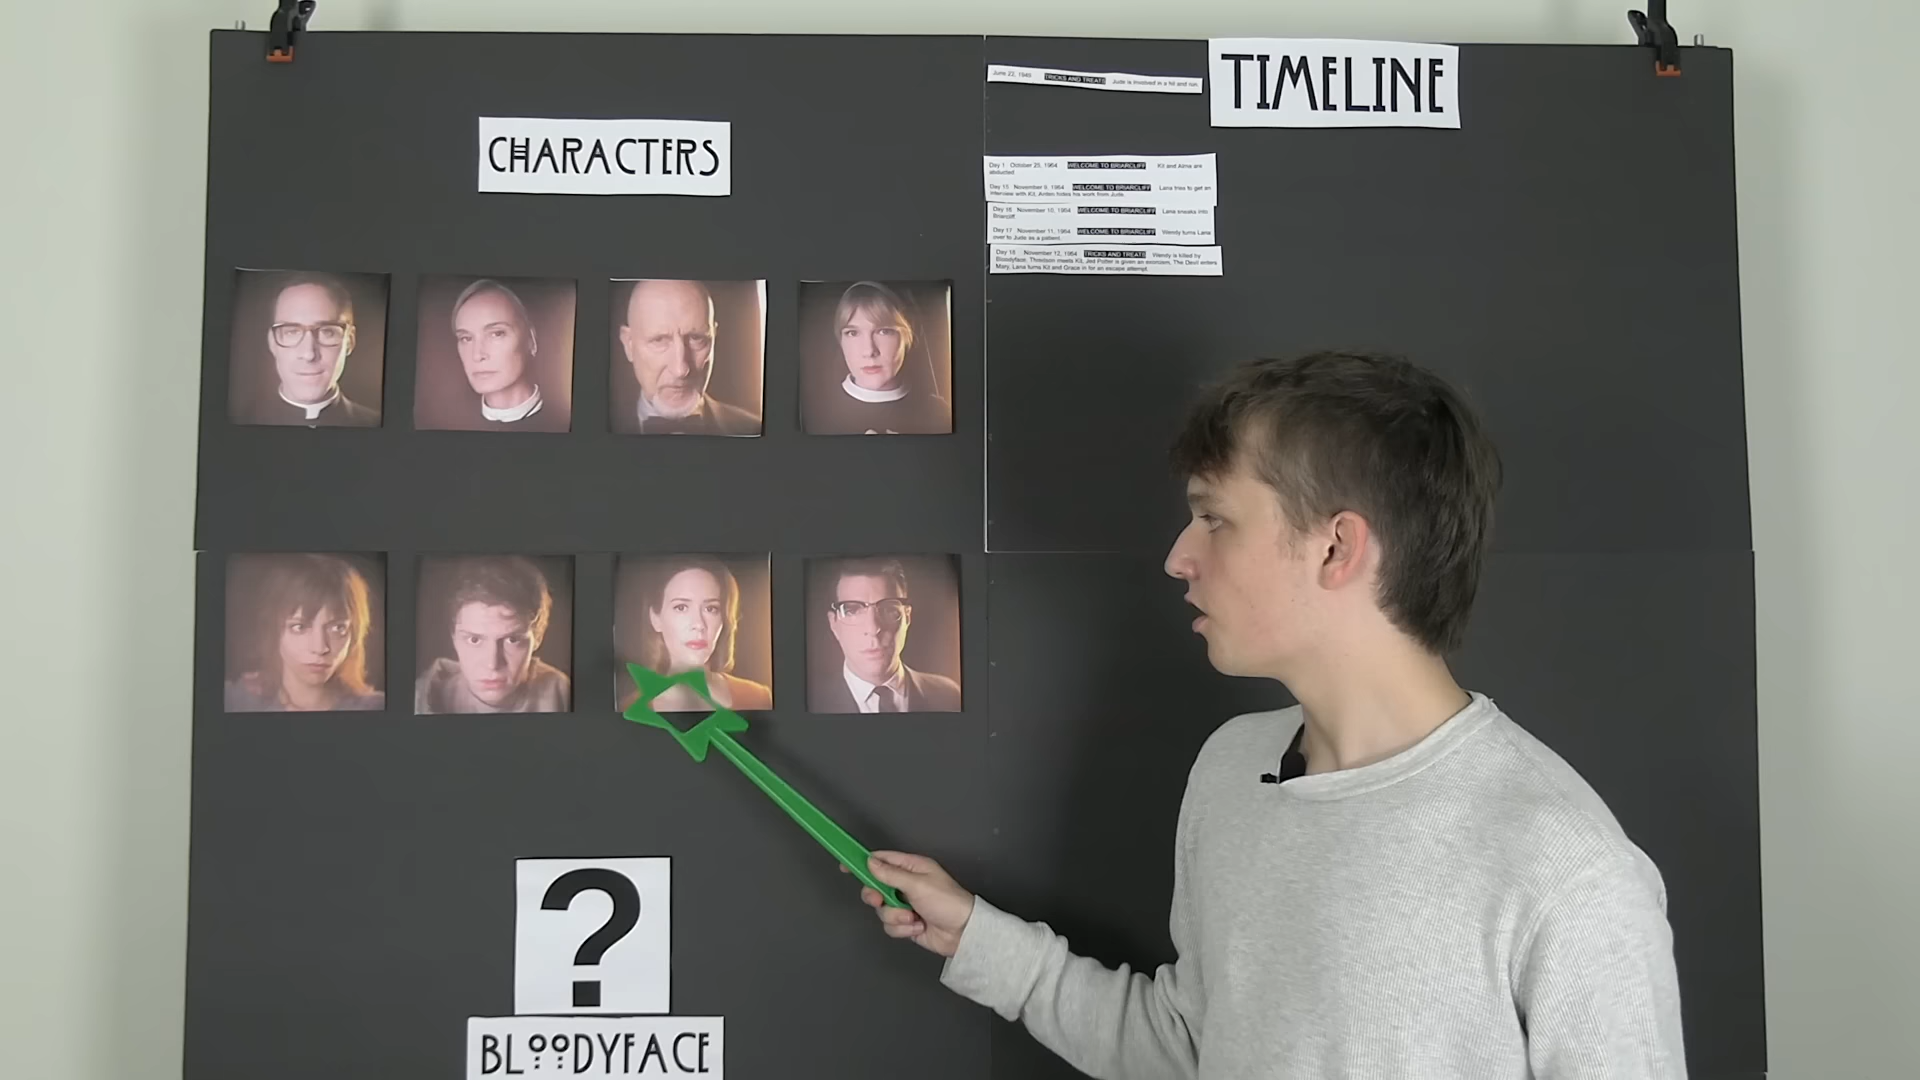 CHARACTERS
TIMELINE
June 22, 1949 TRICKS AND TREATS Jude is involved in a hit and run.
Day 1 October 25, 1964 WELCOME TO BRIARCLIFF Kit and Alma are
abducted
Day 15 November 9, 1964 WELCOME TO BRIARCLIFF Lana tries to get an
interview with Kit, Arden hides his work from Jude.
Day 16 November 10, 1964 WELCOME TO BRIARCLIFF Lana sneaks into
Briarcliff
Day 17 November 11, 1964 WELCOME TO BRIARCLIFF Wendy turns Lana
over to Jude as a patient.
Day 18 November 12, 1964 TRICKS AND TREATS Wendy is killed by
Bloodyface, Thredson meets Kit, Jed Potter is given an exorcism, The Devil enters
Mary, Lana turns Kit and Grace in for an escape attempt.
?
BLOODYFACE